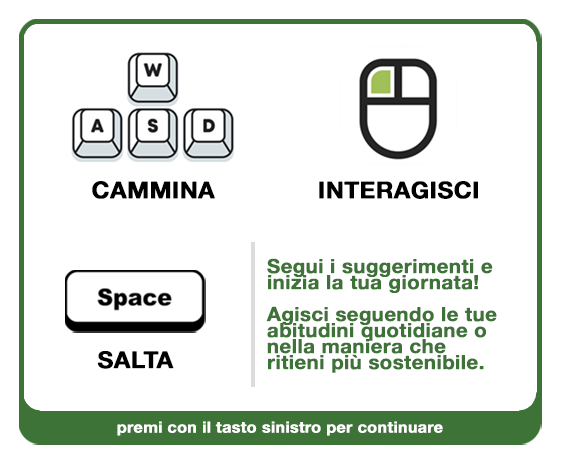 W
A S D
CAMMINA
INTERAGISCI
Space
SALTA
Segui i suggerimenti e
inizia la tua giornata!
Agisci seguendo le tue
abitudini quotidiane o
nella maniera che
ritieni più sostenibile.
premi con il tasto sinistro per continuare